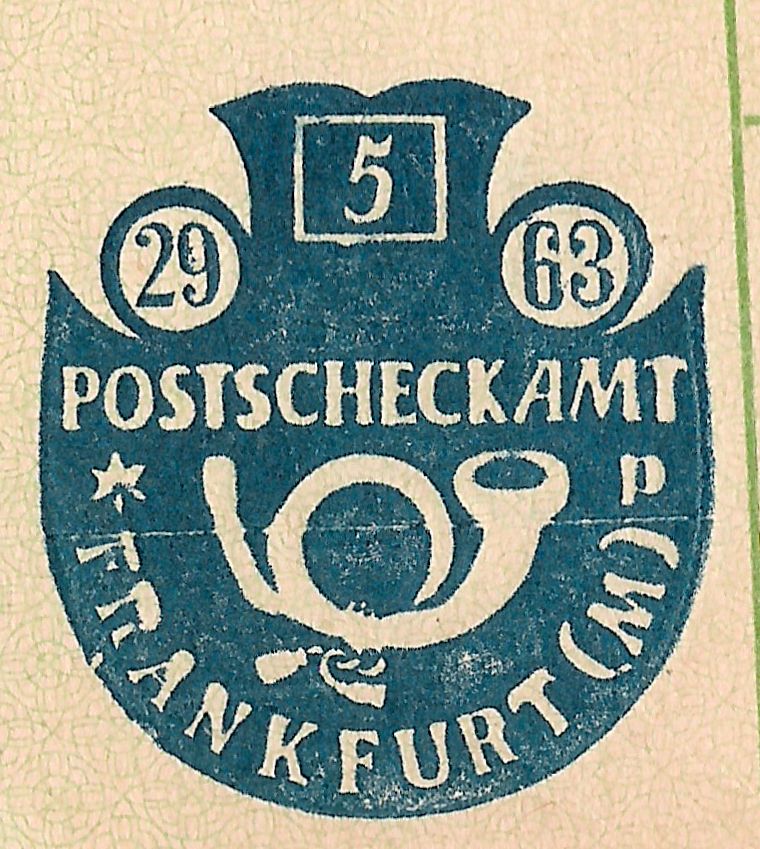 5
29 63
POSTSCHECKAMT
p
FRANKFURT (M)